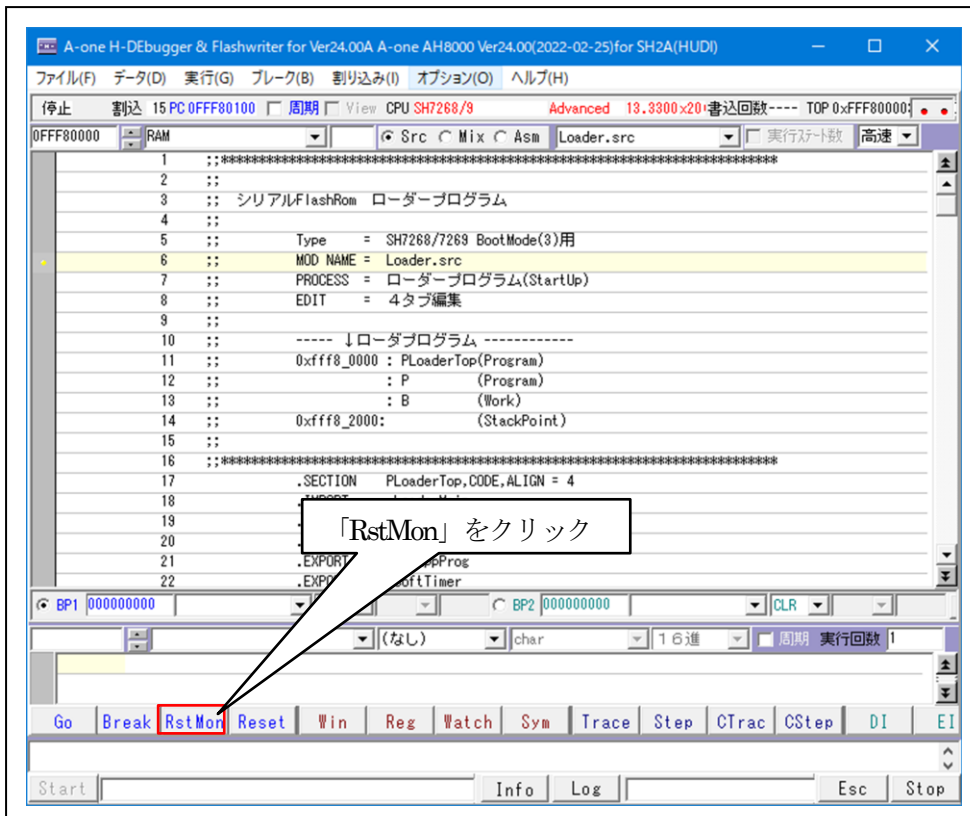 A-one H-DEbugger & Flashwriter for Ver24.00A A-one AH8000 Ver24.00(2022-02-25)for SH2A(HUDI)
ファイル(F) データ(D) 実行(G) ブレーク(B) 割り込み(I) オプション(O) ヘルプ(H)
停止 割込 15 PC 0FFF80100 周期 View CPU SH7268/9 Advanced 13.3300×20 書込回数---- TOP 0xFFF80000
0FFF80000 RAM Src Mix Asm Loader.src 実行ステート数 高速
1 ;;**************************************************************************
2 ;;
3 ;; シリアルFlashRom ローダープログラム
4 ;;
5 ;; Type = SH7268/7269 BootMode(3)用
6 ;; MOD NAME = Loader.src
7 ;; PROCESS = ローダープログラム(StartUp)
8 ;; EDIT = 4タブ編集
9 ;;
10 ;; ----- ↓ローダプログラム ------------
11 ;; 0xfff8_0000 : PLoaderTop(Program)
12 ;; : P (Program)
13 ;; : B (Work)
14 ;; 0xfff8_2000: (StackPoint)
15 ;;
16 ;;**************************************************************************
17 .SECTION PLoaderTop,CODE,ALIGN = 4
18
19
20
21 .EXPORT ppProg
22 .EXPO oftTimer
「RstMon」をクリック
BP1 000000000 BP2 000000000 CLR
(なし) char 16進 周期 実行回数 1
Go Break RstMon Reset Win Reg Watch Sym Trace Step CTrac CStep DI EI
Start Info Log Esc Stop